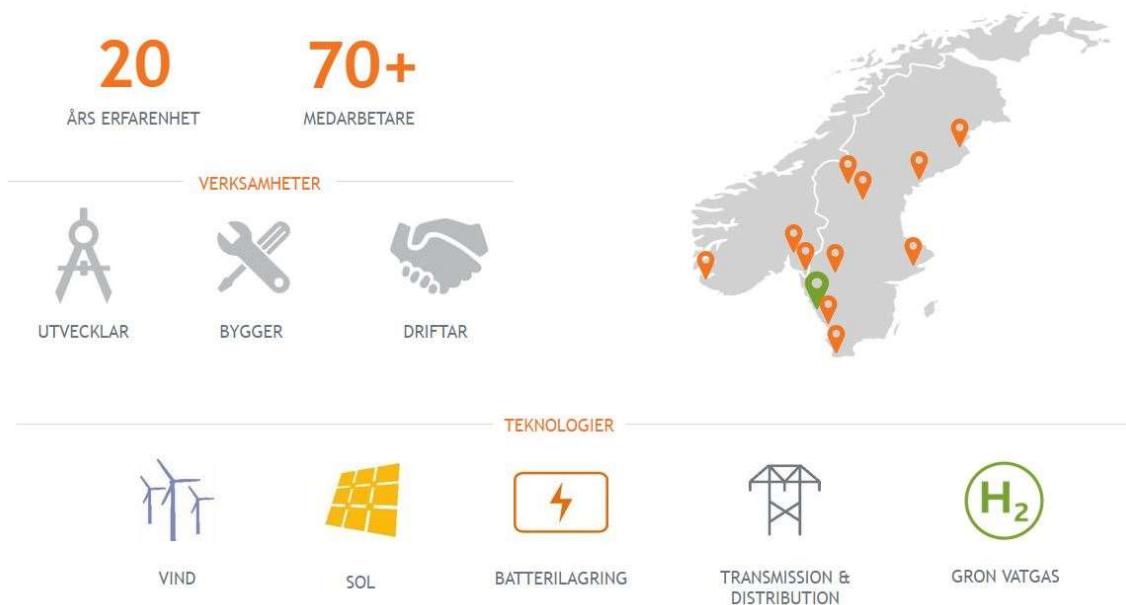 20
70+
ÅRS ERFARENHET
MEDARBETARE
VERKSAMHETER
UTVECKLAR
BYGGER
DRIFTAR
TEKNOLOGIER
H2
VIND
SOL
BATTERILAGRING
TRANSMISSION &
DISTRIBUTION
GRON VATGAS